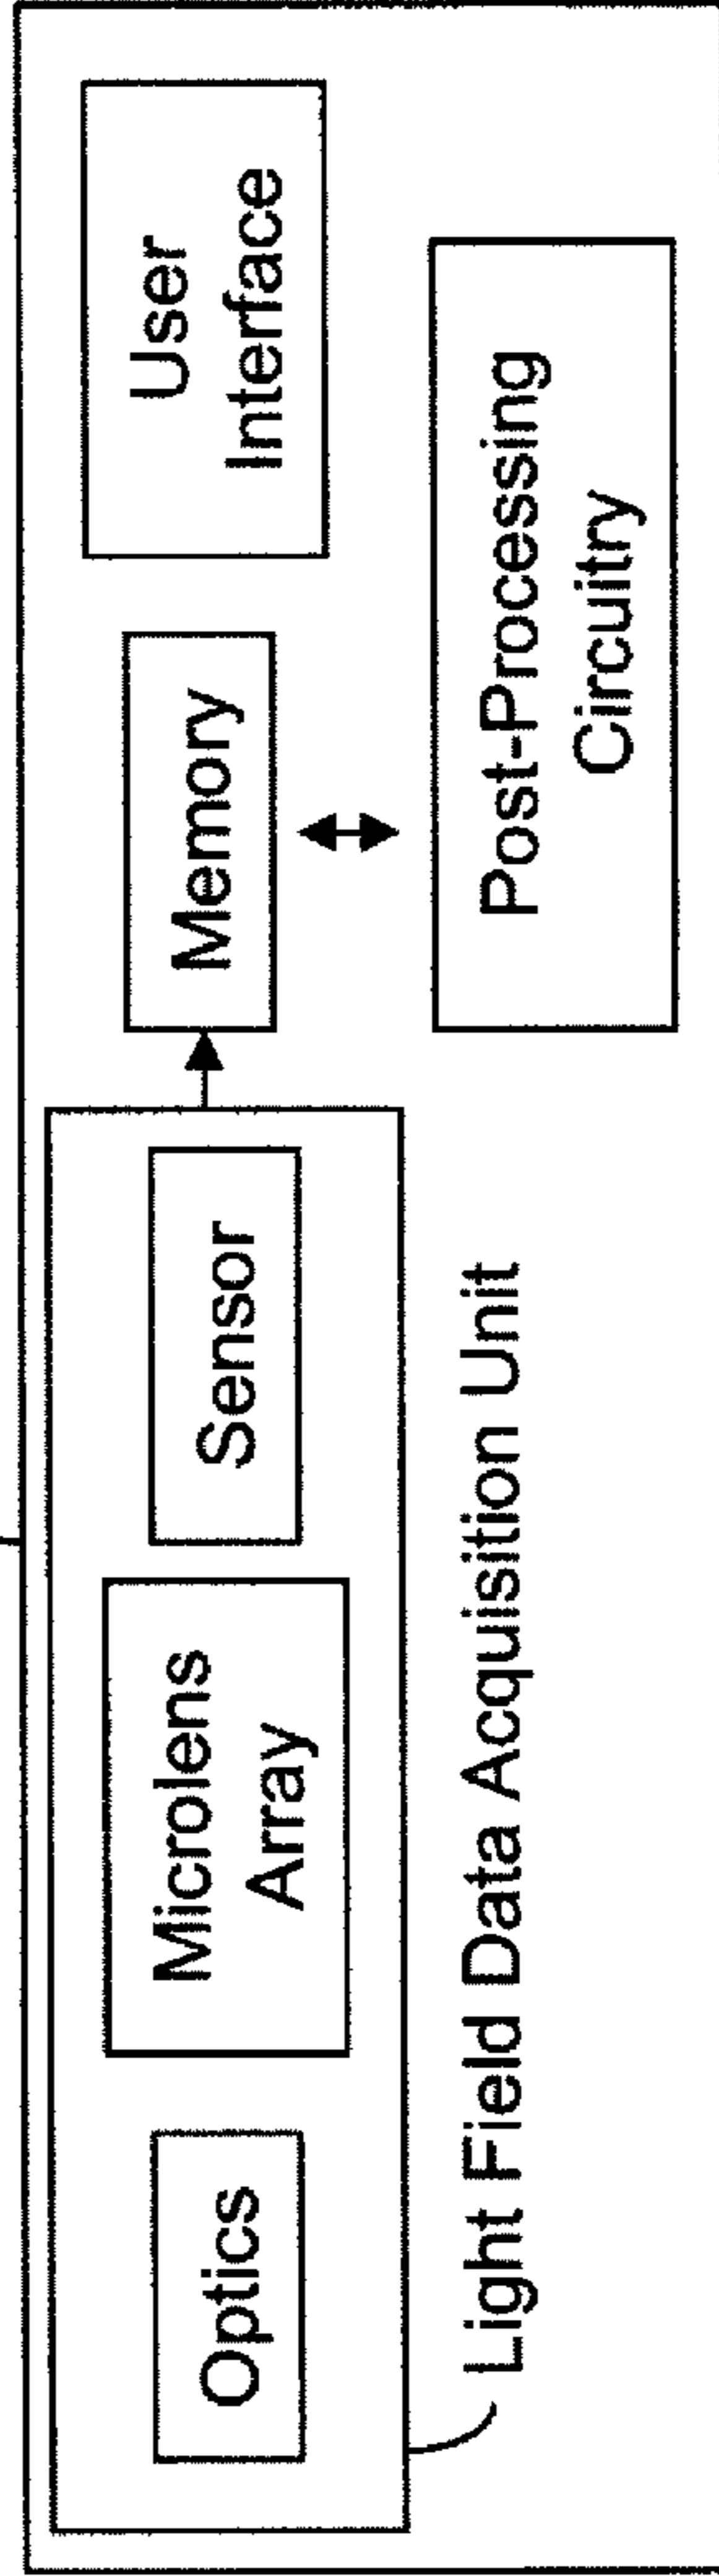 Optics
Microlens
Array
Sensor
Memory
User
Interface
Light Field Data Acquisition Unit
Post-Processing
Circuitry